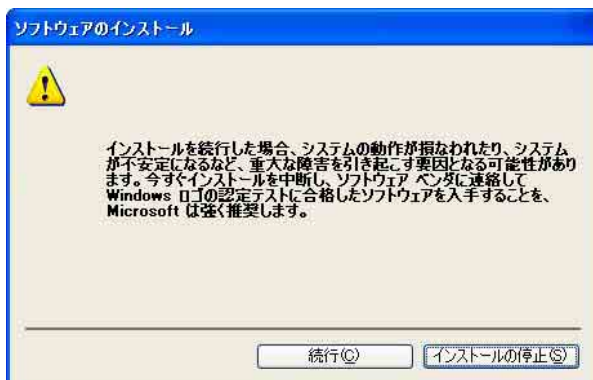 ソフトウェアのインストール
インストールを続行した場合、システムの動作が損なわれたり、システム
が不安定になるなど、重大な障害を引き起こす要因となる可能性があり
ます。今すぐインストールを中断し、ソフトウェア ベンダに連絡して
Windows ロゴの認定テストに合格したソフトウェアを入手することを、
Microsoft は強く推奨します。
続行(C)
インストールの停止(S)